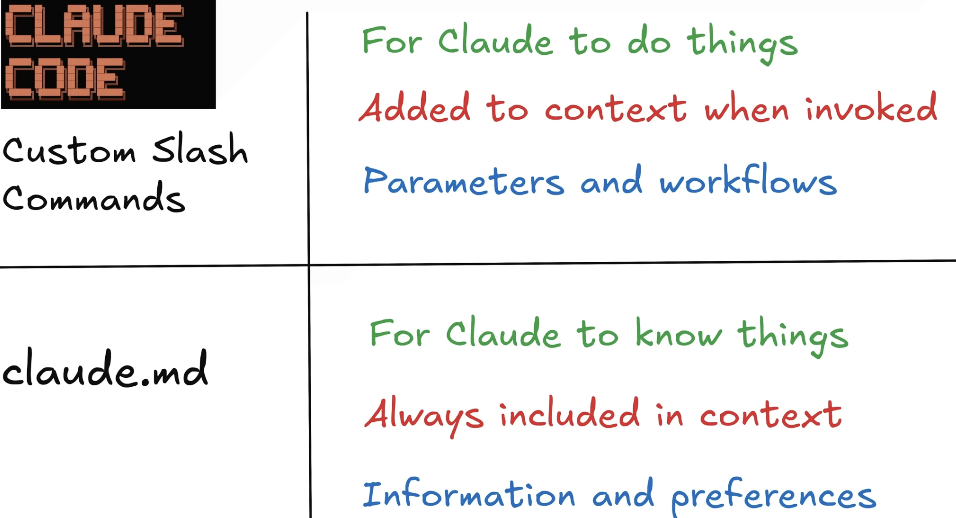 CLAUDE
CODE
Custom Slash
Commands
For Claude to do things
Added to context when invoked
Parameters and workflows
claude.md
For Claude to know things
Always included in context
Information and preferences